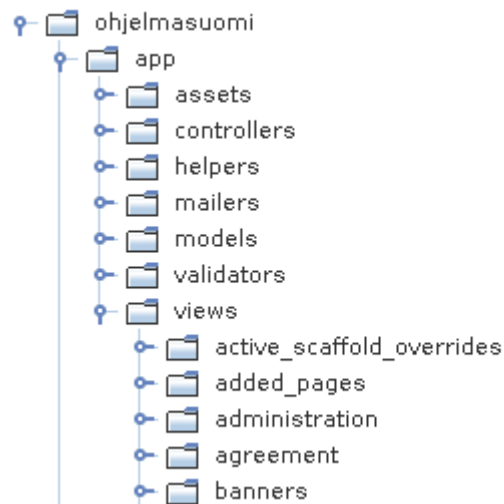 ohjelmasuomi
app
assets
controllers
helpers
mailers
models
validators
views
active_scaffold_overrides
added_pages
administration
agreement
banners